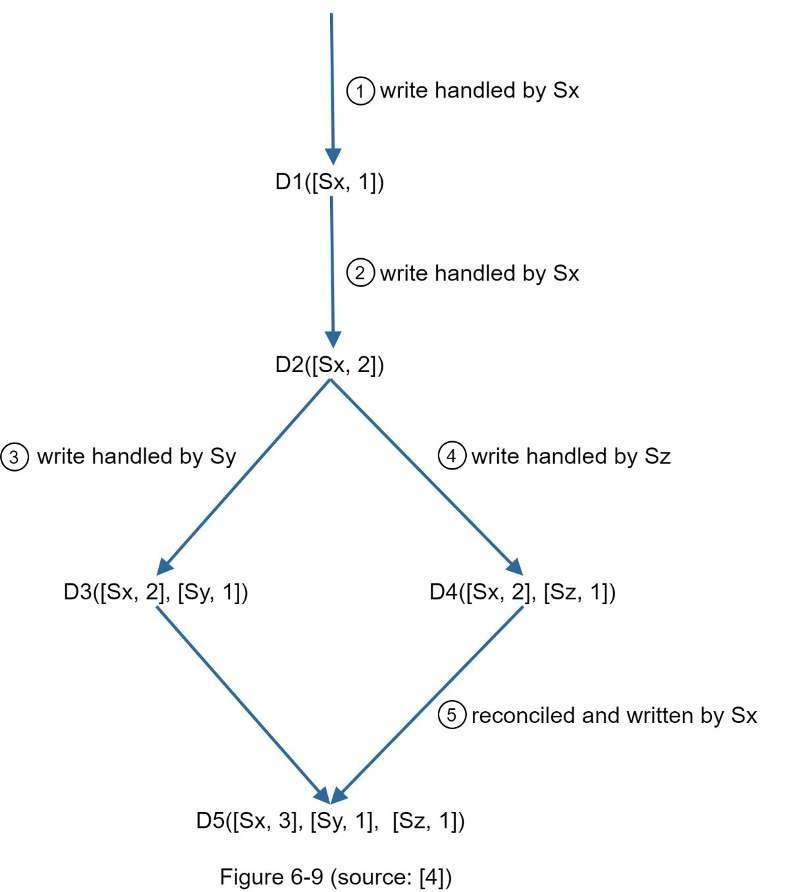 ① write handled by Sx
D1([Sx, 1])
② write handled by Sx
D2([Sx, 2])
③ write handled by Sy
④ write handled by Sz
D3([Sx, 2], [Sy, 1])
D4([Sx, 2], [Sz, 1])
⑤ reconciled and written by Sx
D5([Sx, 3], [Sy, 1], [Sz, 1])
Figure 6-9 (source: [4])